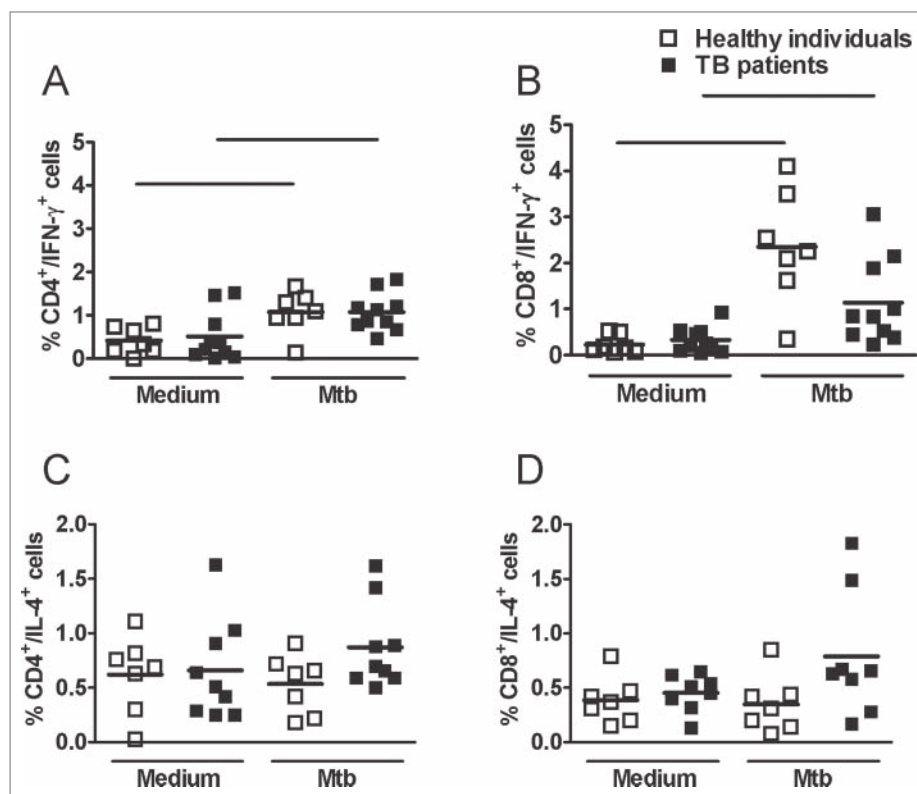 □ Healthy individuals
■ TB patients
A
% CD4⁺/IFN-γ⁺ cells
5
4
3
2
1
0
Medium Mtb
B
% CD8⁺/IFN-γ⁺ cells
5
4
3
2
1
0
Medium Mtb
C
% CD4⁺/IL-4⁺ cells
2.0
1.5
1.0
0.5
0.0
Medium Mtb
D
% CD8⁺/IL-4⁺ cells
2.0
1.5
1.0
0.5
0.0
Medium Mtb